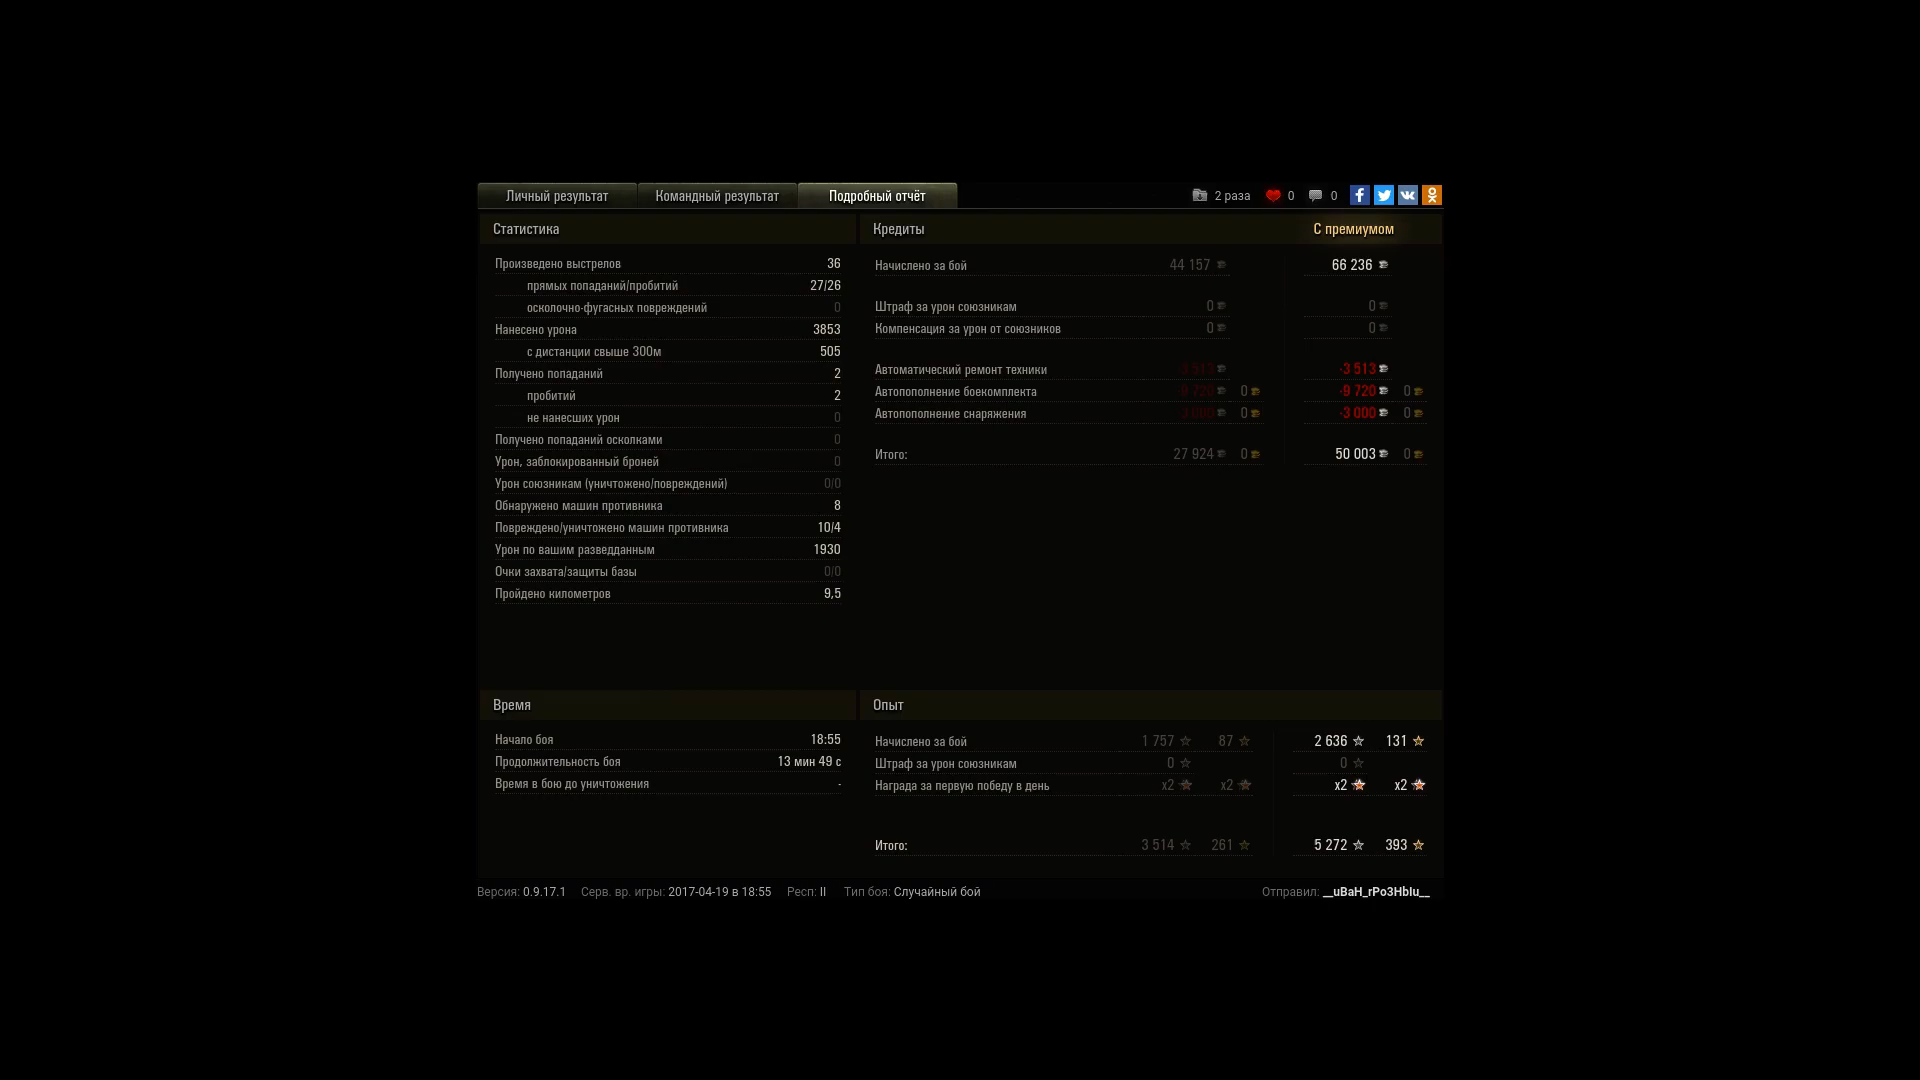 Личный результат Командный результат Подробный отчёт 2 раза 0 0
Статистика
Произведено выстрелов 36
прямых попаданий/пробитий 27/26
осколочно-фугасных повреждений 0
Нанесено урона 3853
с дистанции свыше 300м 505
Получено попаданий 2
пробитий 2
не нанесших урон 0
Получено попаданий осколками 0
Урон, заблокированный броней 0
Урон союзникам (уничтожено/повреждений) 0/0
Обнаружено машин противника 8
Повреждено/уничтожено машин противника 10/4
Урон по вашим разведданным 1930
Очки захвата/защиты базы 0/0
Пройдено километров 9,5
Кредиты С премиумом
Начислено за бой 44 157 66 236
Штраф за урон союзникам 0 0
Компенсация за урон от союзников 0 0
Автоматический ремонт техники -3 513 -3 513
Автопополнение боекомплекта -9 720 0 -9 720 0
Автопополнение снаряжения -3 000 0 -3 000 0
Итого: 27 924 0 50 003 0
Время
Начало боя 18:55
Продолжительность боя 13 мин 49 с
Время в бою до уничтожения -
Опыт
Начислено за бой 1 757 87 2 636 131
Штраф за урон союзникам 0 0
Награда за первую победу в день x2 x2 x2 x2
Итого: 3 514 261 5 272 393
Версия: 0.9.17.1 Серв. вр. игры: 2017-04-19 в 18:55 Респ: II Тип боя: Случайный бой Отправил: __uBaH_rPo3HbIu__